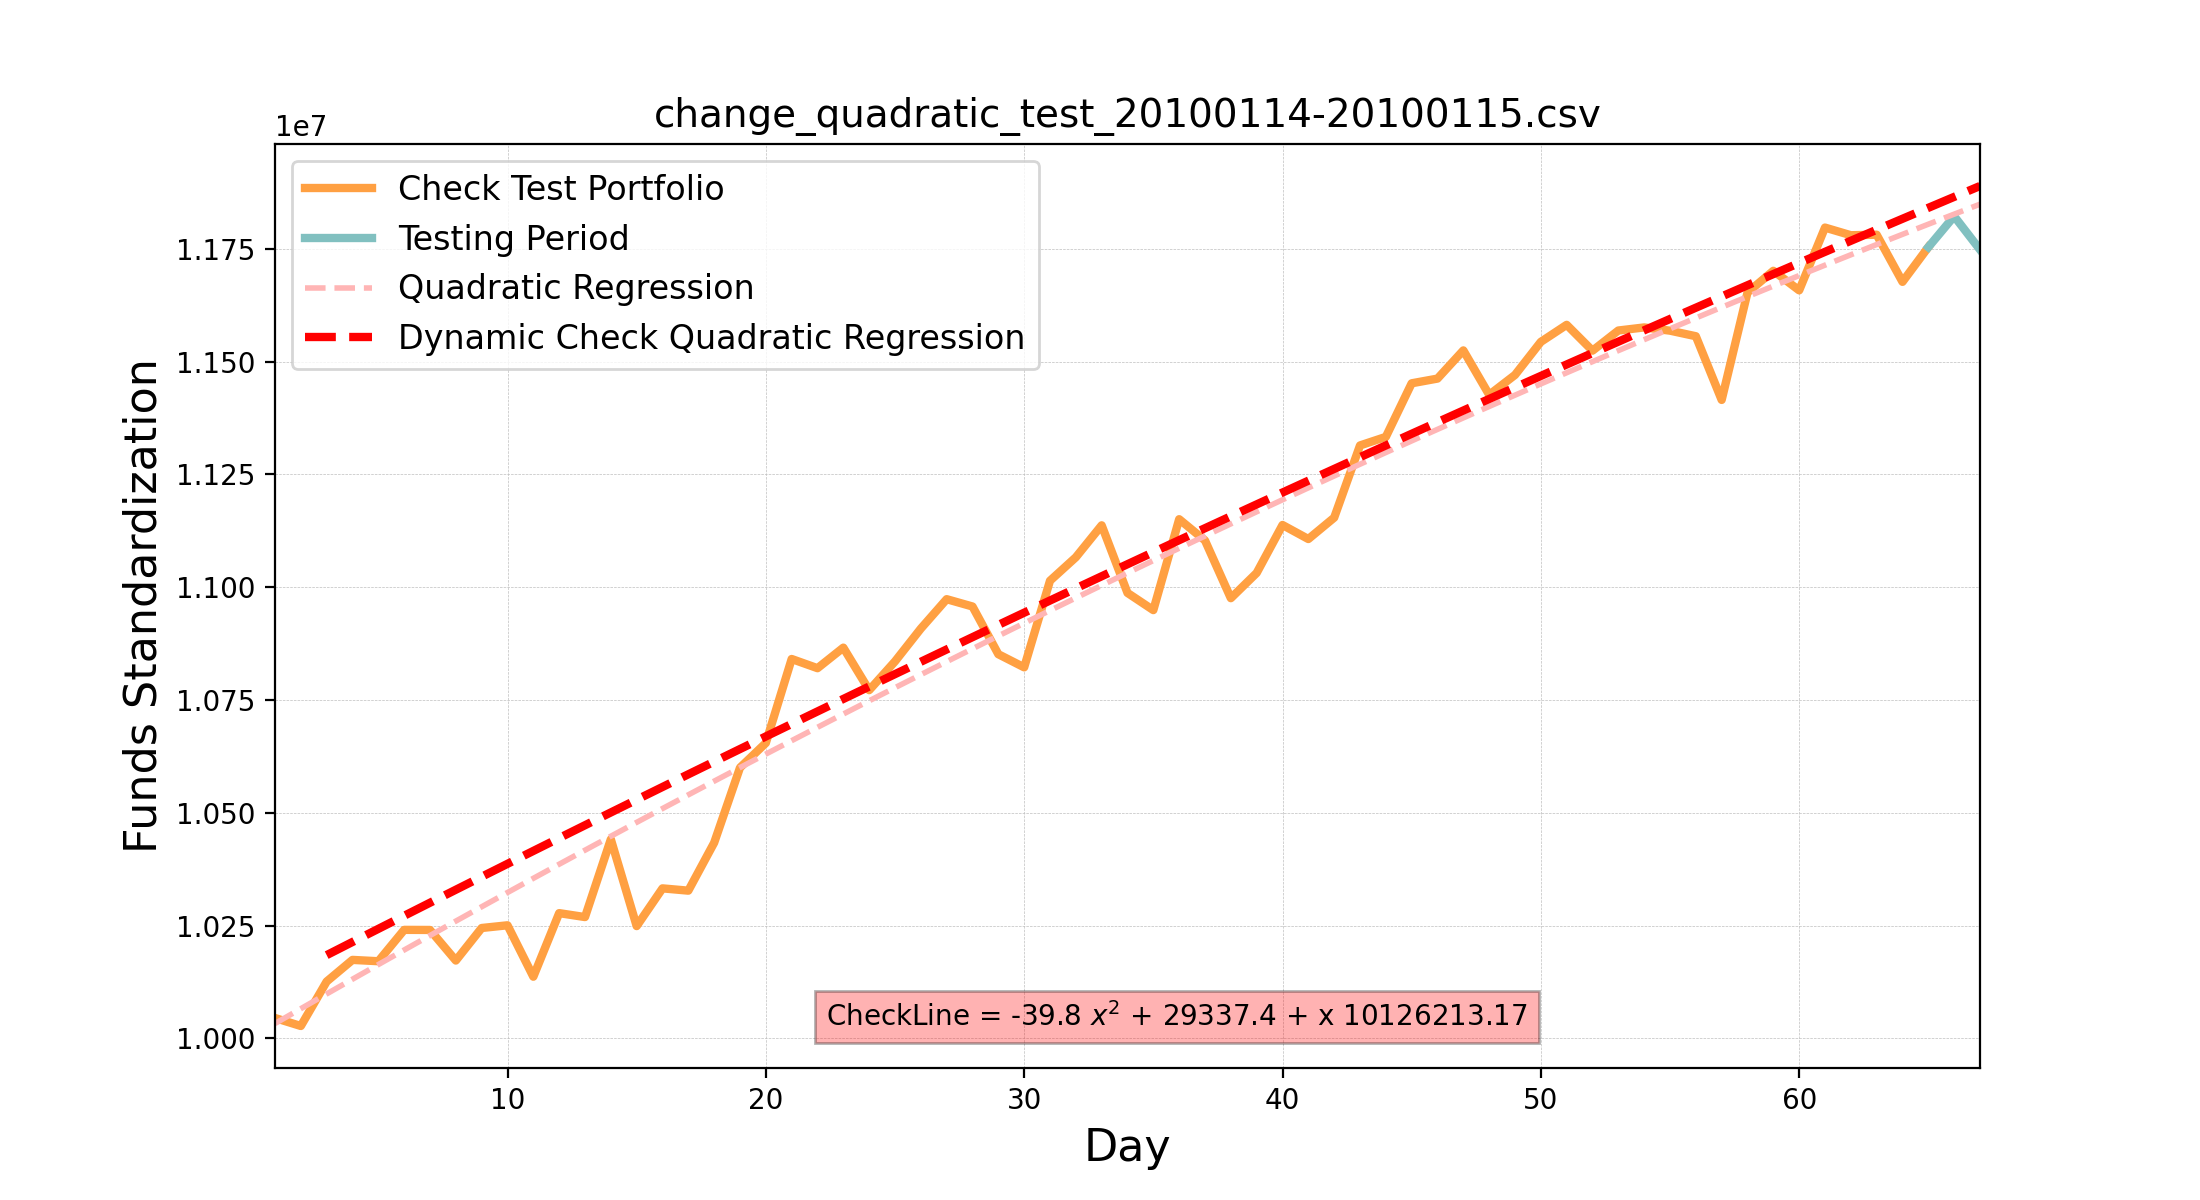 change_quadratic_test_20100114-20100115.csv
1e7
Check Test Portfolio
Testing Period
Quadratic Regression
Dynamic Check Quadratic Regression
Funds Standardization
1.175
1.150
1.125
1.100
1.075
1.050
1.025
1.000
CheckLine = -39.8 x² + 29337.4 + x 10126213.17
10 20 30 40 50 60
Day